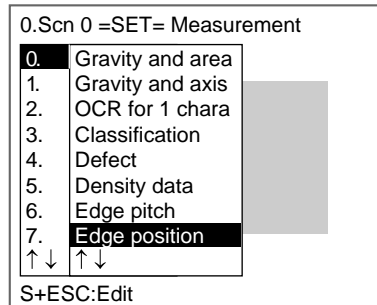 0.Scn 0 =SET= Measurement
0. Gravity and area
1. Gravity and axis
2. OCR for 1 chara
3. Classification
4. Defect
5. Density data
6. Edge pitch
7. Edge position
↑↓ ↑↓
S+ESC:Edit